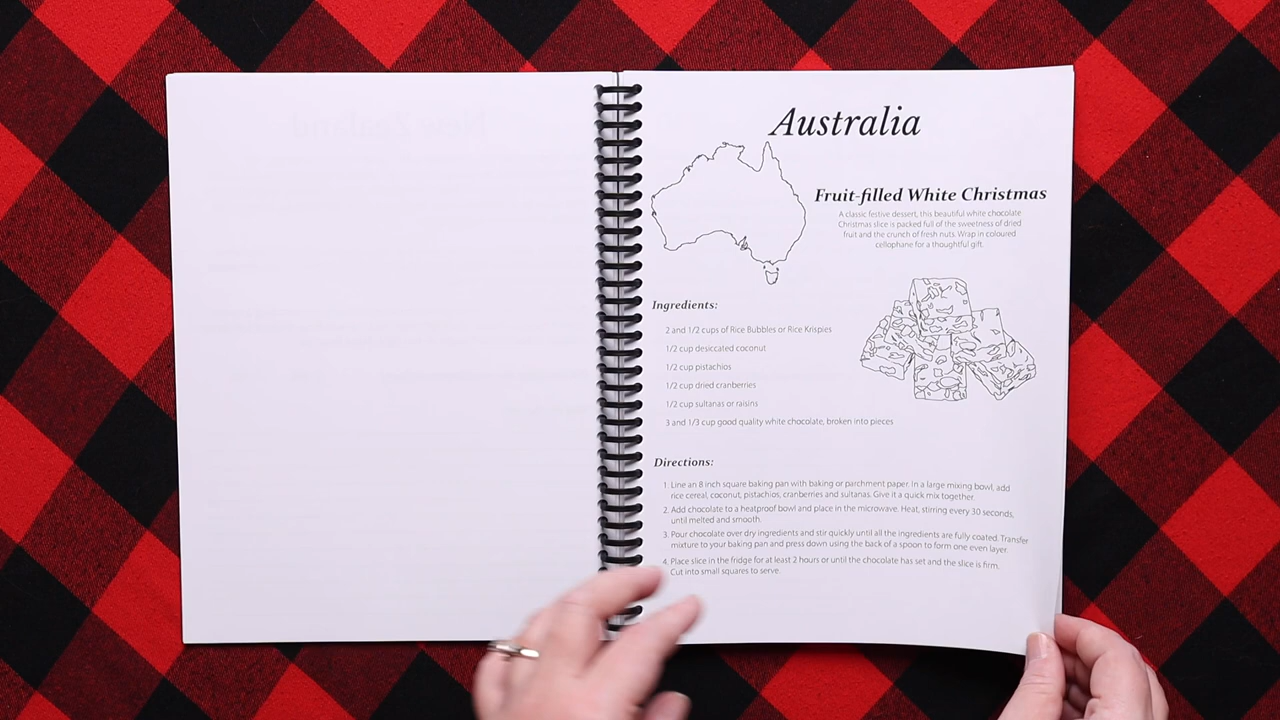 Australia
Fruit-filled White Christmas
A classic festive dessert, this beautiful white chocolate
Christmas slice is packed full of the sweetness of dried
fruit and the crunch of fresh nuts. Wrap in coloured
cellophane for a thoughtful gift.
Ingredients:
2 and 1/2 cups of Rice Bubbles or Rice Krispies
1/2 cup desiccated coconut
1/2 cup pistachios
1/2 cup dried cranberries
1/2 cup sultanas or raisins
3 and 1/3 cup good quality white chocolate, broken into pieces
Directions:
1. Line an 8 inch square baking pan with baking or parchment paper. In a large mixing bowl, add
rice cereal, coconut, pistachios, cranberries and sultanas. Give it a quick mix together.
2. Add chocolate to a heatproof bowl and place in the microwave. Heat, stirring every 30 seconds,
until melted and smooth.
3. Pour chocolate over dry ingredients and stir quickly until all the ingredients are fully coated. Transfer
mixture to your baking pan and press down using the back of a spoon to form one even layer.
4. Place slice in the fridge for at least 2 hours or until the chocolate has set and the slice is firm.
Cut into small squares to serve.